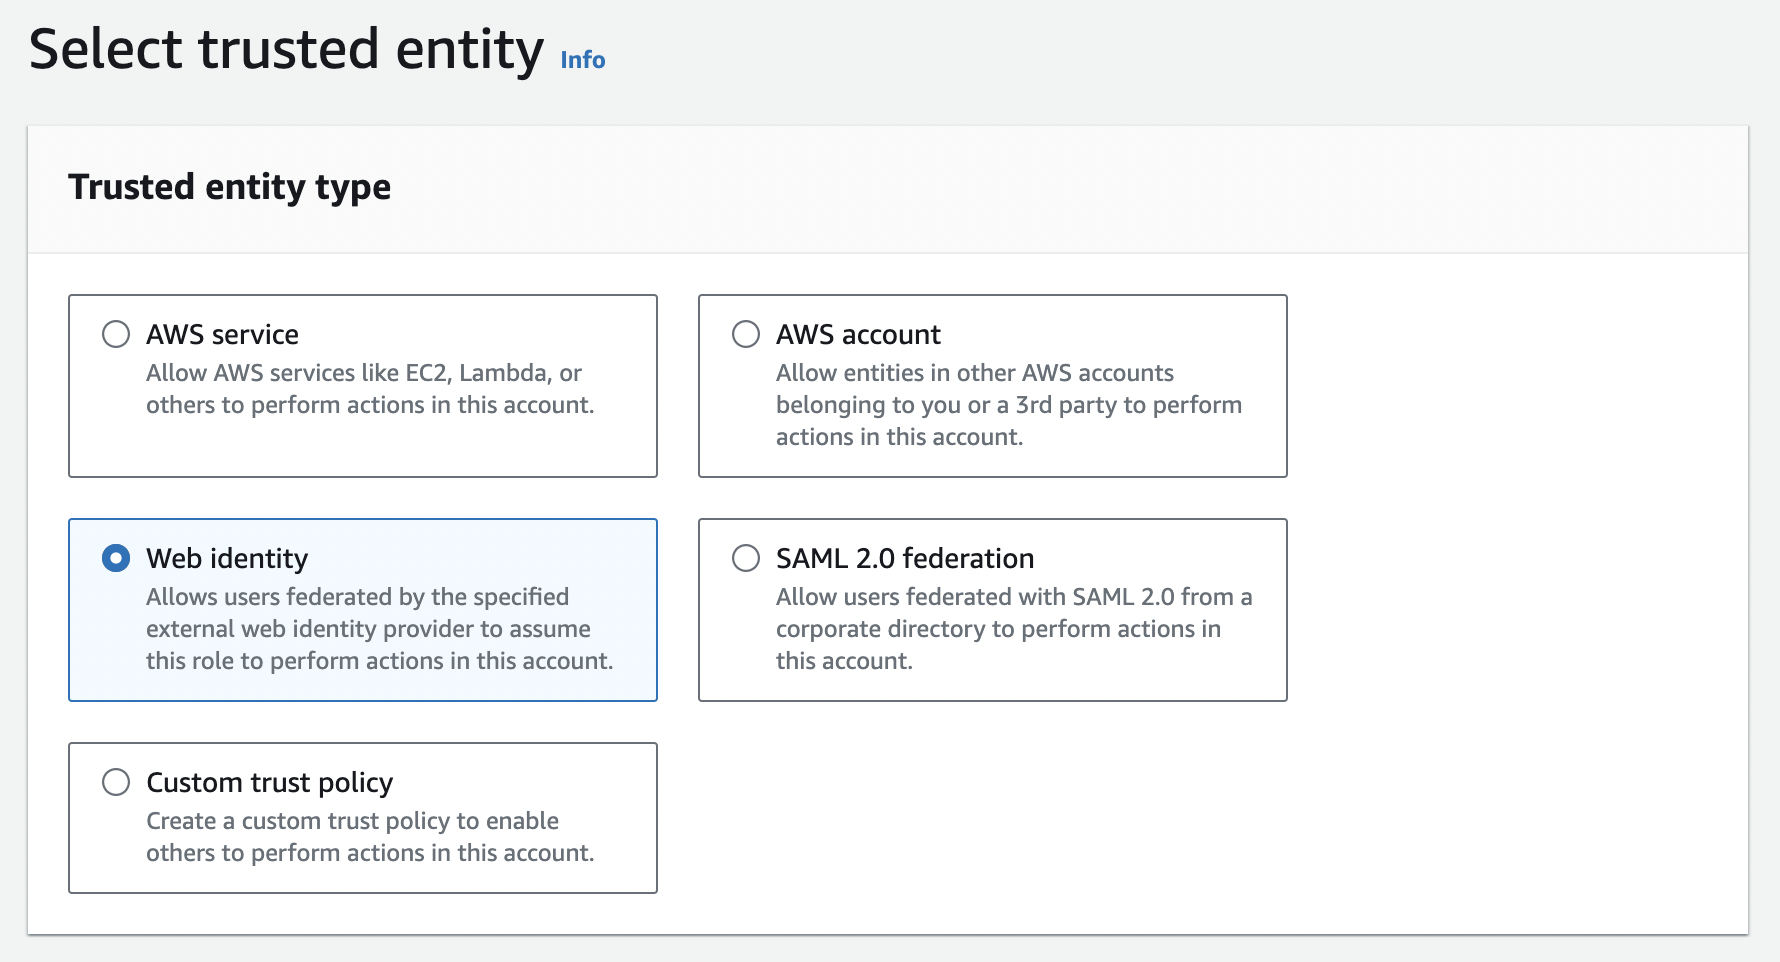 Select trusted entity Info
Trusted entity type
AWS service
Allow AWS services like EC2, Lambda, or
others to perform actions in this account.
AWS account
Allow entities in other AWS accounts
belonging to you or a 3rd party to perform
actions in this account.
Web identity
Allows users federated by the specified
external web identity provider to assume
this role to perform actions in this account.
SAML 2.0 federation
Allow users federated with SAML 2.0 from a
corporate directory to perform actions in
this account.
Custom trust policy
Create a custom trust policy to enable
others to perform actions in this account.